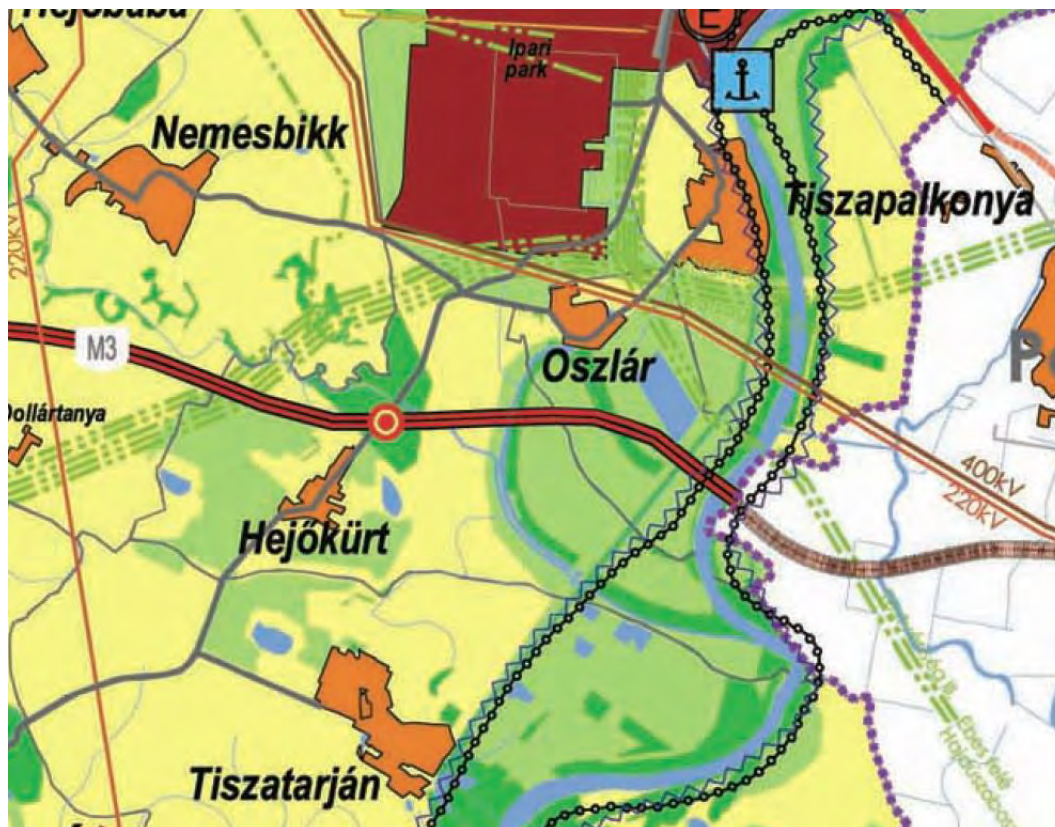 E
Ipari
park
Nemesbikk
Tiszapalkonya
220kV
M3
Oszlár
P
Dollártanya
400kV
220kV
Hejőkürt
Tiszatarján